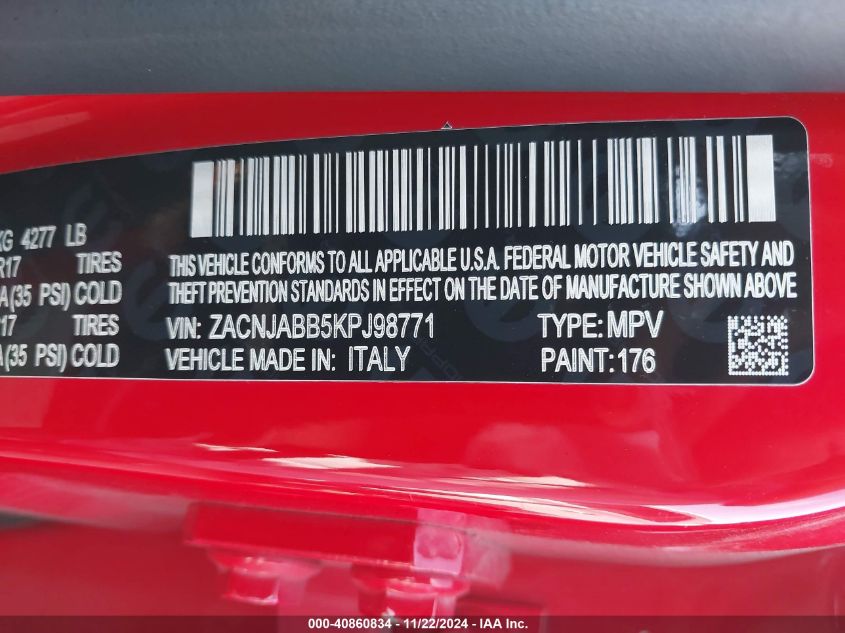 KG 4277 LB
R17 TIRES
A(35 PSI) COLD
R17 TIRES
A(35 PSI) COLD
THIS VEHICLE CONFORMS TO ALL APPLICABLE U.S.A. FEDERAL MOTOR VEHICLE SAFETY AND
THEFT PREVENTION STANDARDS IN EFFECT ON THE DATE OF MANUFACTURE SHOWN ABOVE
VIN: ZACNJABB5KPJ98771 TYPE: MPV
VEHICLE MADE IN: ITALY PAINT: 176
000-40860834 - 11/22/2024 - IAA Inc.